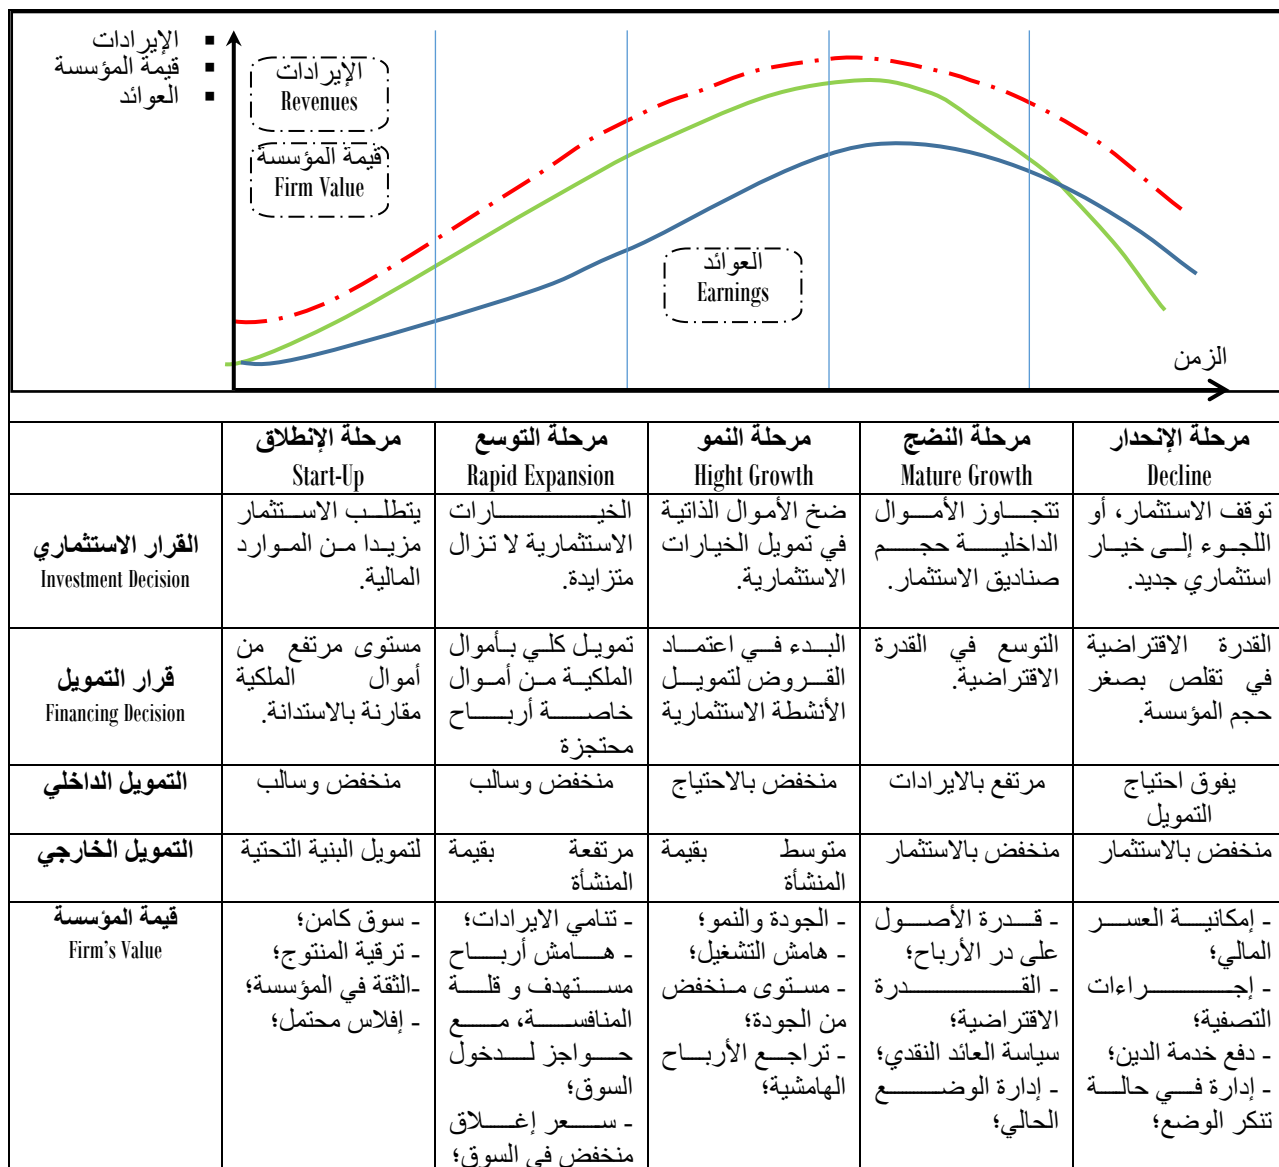 الإيرادات
قيمة المؤسسة
العوائد
الإيرادات
Revenues
قيمة المؤسسة
Firm Value
العوائد
Earnings
الزمن
مرحلة الإنطلاق
Start-Up
مرحلة التوسع
Rapid Expansion
مرحلة النمو
Hight Growth
مرحلة النضج
Mature Growth
مرحلة الإنحدار
Decline
القرار الاستثماري
Investment Decision
يتطلب الاستثمار
مزيدا من الموارد
المالية.
الخيارات
الاستثمارية لا تزال
متزايدة.
ضخ الأموال الذاتية
في تمويل الخيارات
الاستثمارية.
تتجاوز الأموال
الداخلية حجم
صناديق الاستثمار.
توقف الاستثمار، أو
اللجوء إلى خيار
استثماري جديد.
قرار التمويل
Financing Decision
مستوى مرتفع من
أموال الملكية
مقارنة بالاستدانة.
تمويل كلي بأموال
الملكية من أموال
خاصة أرباح
محتجزة
البدء في اعتماد
القروض لتمويل
الأنشطة الاستثمارية
التوسع في القدرة
الاقتراضية.
القدرة الاقتراضية
في تقلص بصغر
حجم المؤسسة.
التمويل الداخلي
منخفض وسالب
منخفض وسالب
منخفض بالاحتياج
مرتفع بالايرادات
يفوق احتياج
التمويل
التمويل الخارجي
لتمويل البنية التحتية
مرتفعة بقيمة
المنشأة
متوسط بقيمة
المنشأة
منخفض بالاستثمار
منخفض بالاستثمار
قيمة المؤسسة
Firm's Value
- سوق كامن؛
- ترقية المنتوج؛
-الثقة في المؤسسة؛
- إفلاس محتمل؛
- تنامي الايرادات؛
- هامش أرباح
مستهدف و قلة
المنافسة، مع
حواجز لدخول
السوق؛
- سعر إغلاق
منخفض في السوق؛
- الجودة والنمو؛
- هامش التشغيل؛
- مستوى منخفض
من الجودة؛
- تراجع الأرباح
الهامشية؛
- قدرة الأصول
على در الأرباح؛
- القدرة
الاقتراضية؛
سياسة العائد النقدي؛
- إدارة الوضع
الحالي؛
- إمكانية العسر
المالي؛
- إجراءات
التصفية؛
- دفع خدمة الدين؛
- إدارة في حالة
تنكر الوضع؛